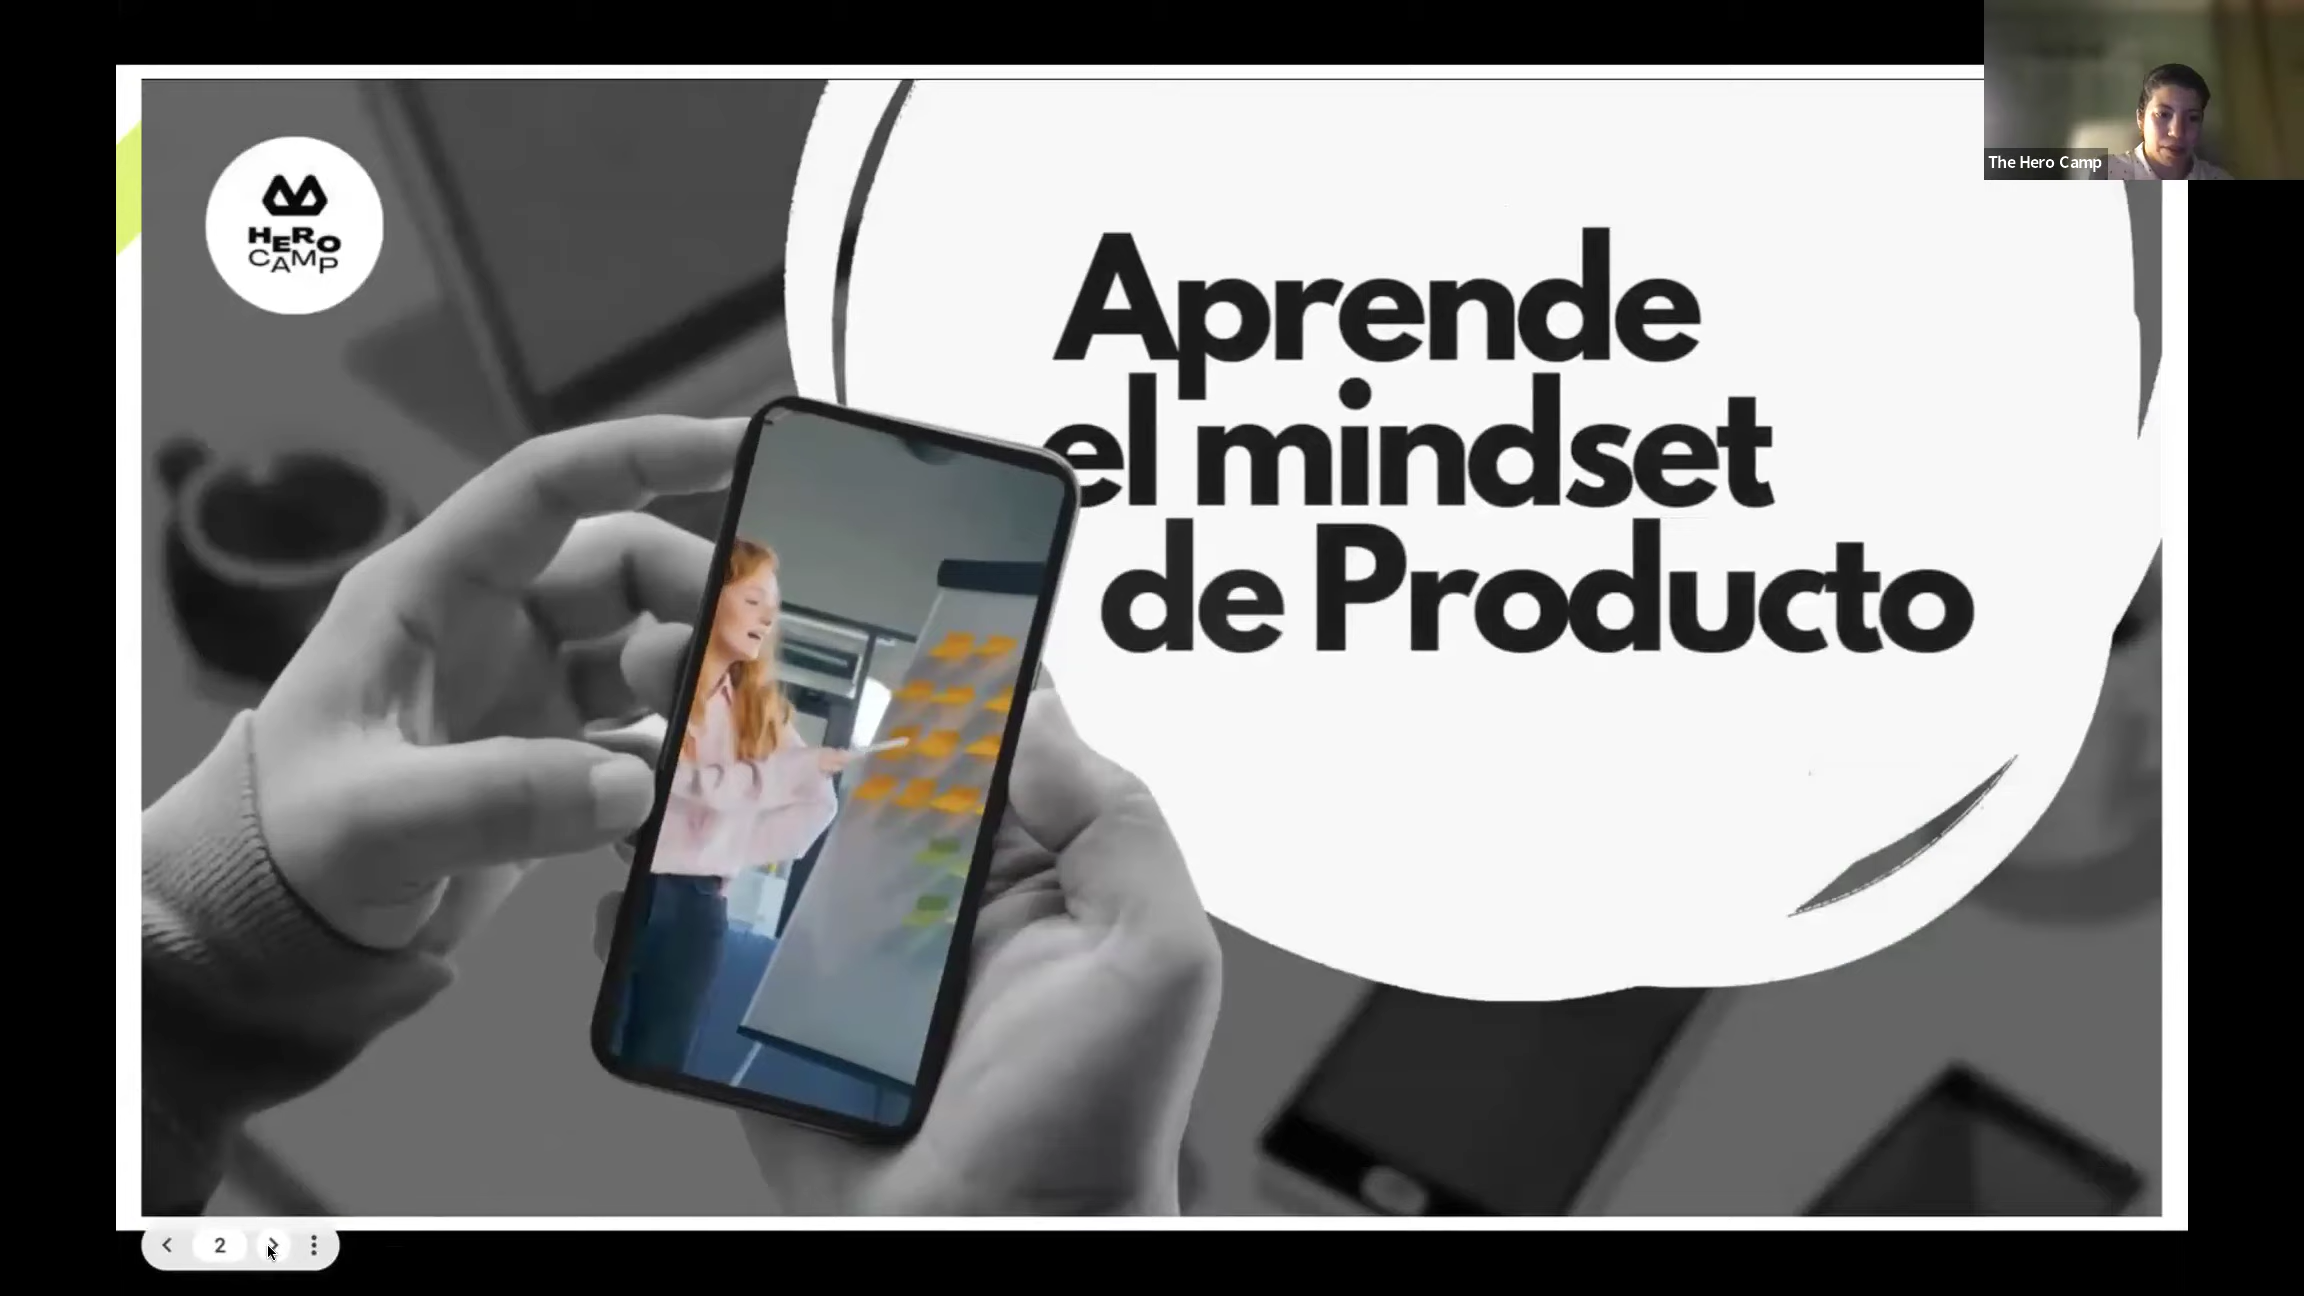 The Hero Camp
HERO
CAMP
Aprende
el mindset
de Producto
2